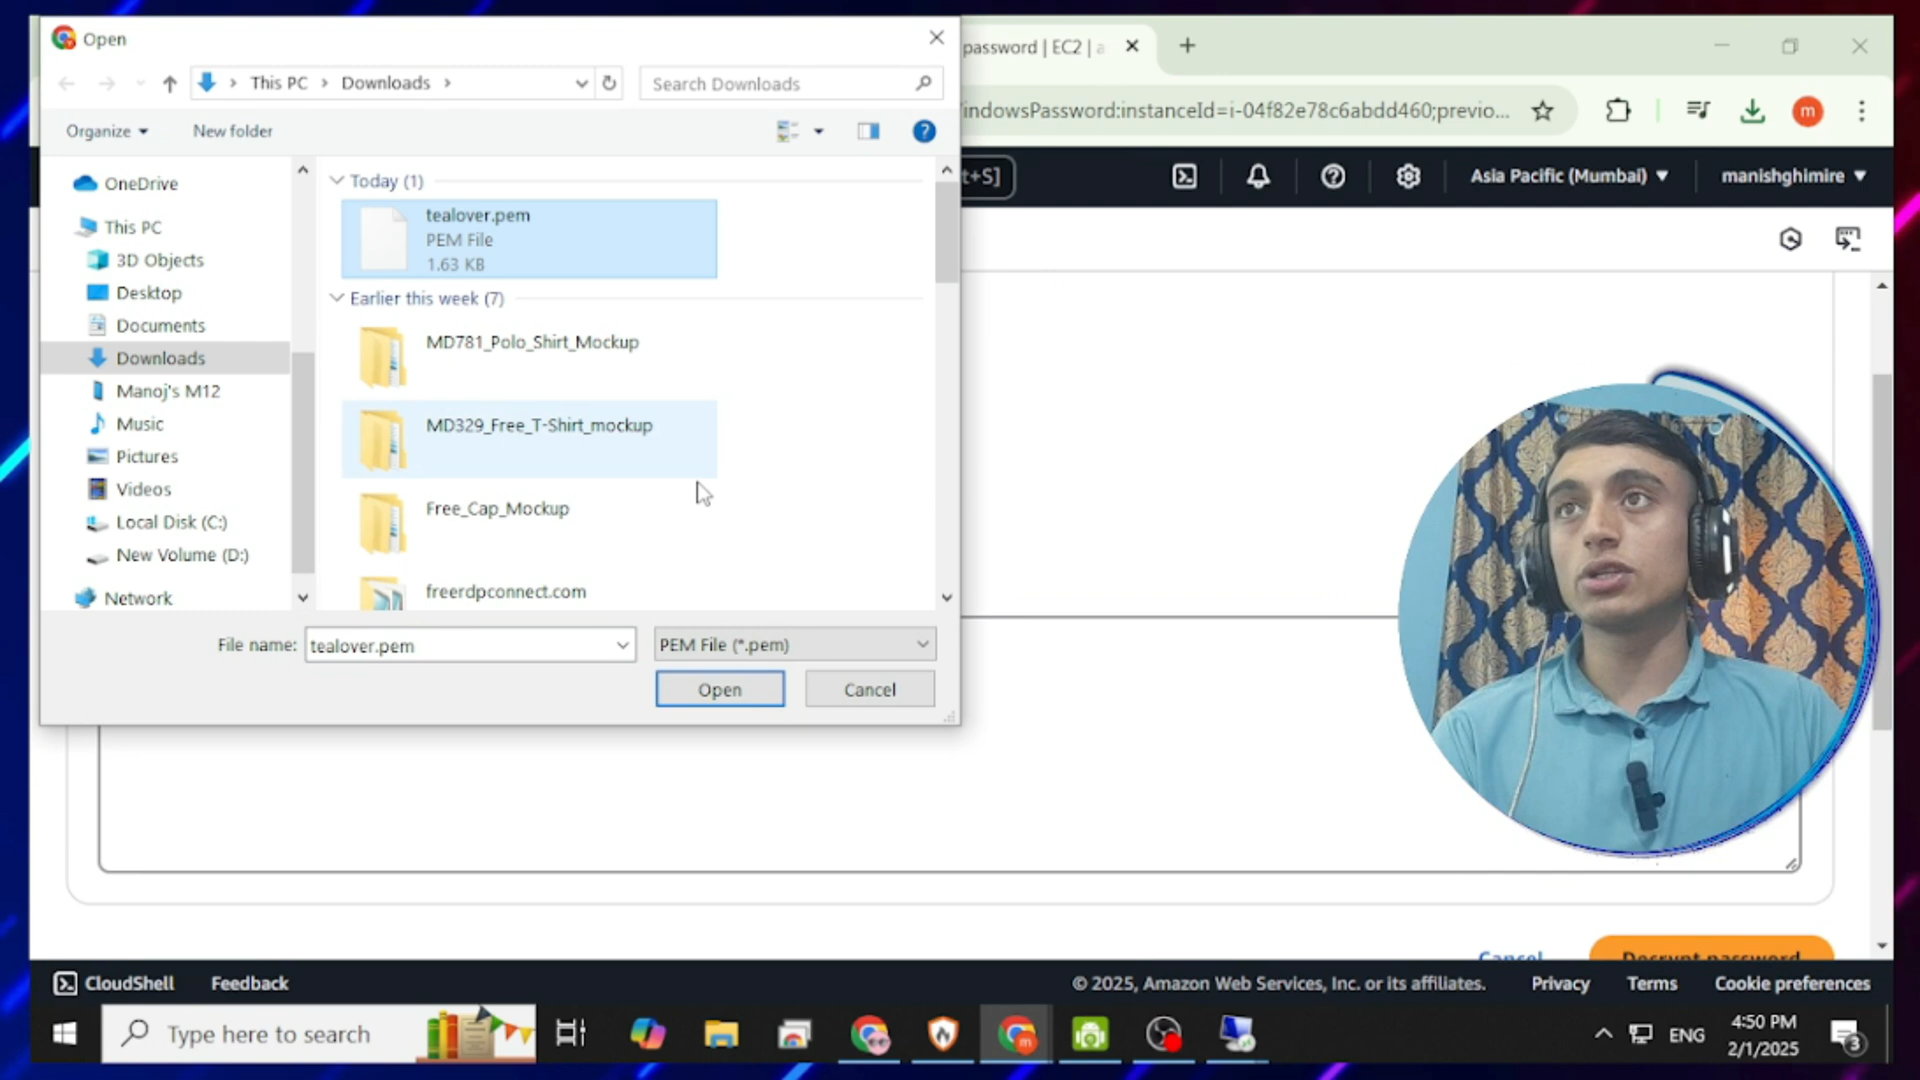 Open
password | EC2 | a
This PC > Downloads >
Search Downloads
indowsPassword:instanceId=i-04f82e78c6abdd460;previo...
m
Organize
New folder
t+S]
Asia Pacific (Mumbai)
manishghimire
OneDrive
This PC
3D Objects
Desktop
Documents
Downloads
Manoj's M12
Music
Pictures
Videos
Local Disk (C:)
New Volume (D:)
Network
Today (1)
tealover.pem
PEM File
1.63 KB
Earlier this week (7)
MD781_Polo_Shirt_Mockup
MD329_Free_T-Shirt_mockup
Free_Cap_Mockup
freerdpconnect.com
File name: tealover.pem
PEM File (*.pem)
Open
Cancel
Cancel
Decrypt password
CloudShell
Feedback
© 2025, Amazon Web Services, Inc. or its affiliates.
Privacy
Terms
Cookie preferences
Type here to search
ENG
4:50 PM
2/1/2025
3